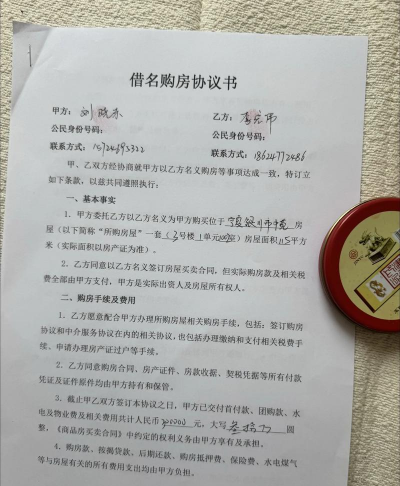 借名购房协议书
甲方：刘晓东 乙方：
公民身份号码： 公民身份号码：
联系方式：15724695322 联系方式：18624772486
甲、乙双方经协商就甲方以乙方名义购房等事项达成一致，特订立
如下条款，以兹共同遵照执行：
一、基本事实
1．甲方委托乙方以乙方名义为甲方购买位于 房
屋（以下简称“所购房屋”一套（3号楼1单元 ）房屋面积115平方
米（实际面积以房产证为准）。
2．乙方同意以乙方名义签订房屋买卖合同，但实际购房款及相关税
费全部由甲方支付，甲方是实际出资人及房屋所有权人。
二、购房手续及费用
1．乙方愿意配合甲方办理所购房屋相关购房手续，包括：签订购房
协议和中介服务协议在内的相关协议，也包括办理缴纳和支付相关税费手
续、申请办理房产证过户等手续。
2．乙方同意购房合同、房产证件、房款收据、契税凭据等所有付款
凭证及证件原件均由甲方持有和保管。
3．截止甲乙双方签订本协议之日，甲方已交付首付款、团购款、水
电及物业费及相关费用共计人民币 元，大写叁拾万圆
整，《商品房买卖合同》中约定的权利义务由甲方享有及承担。
4．购房款、按揭贷款、后期还款、购房抵押费、保险费、水电煤气
等与房屋有关的所有费用支出均由甲方负担。